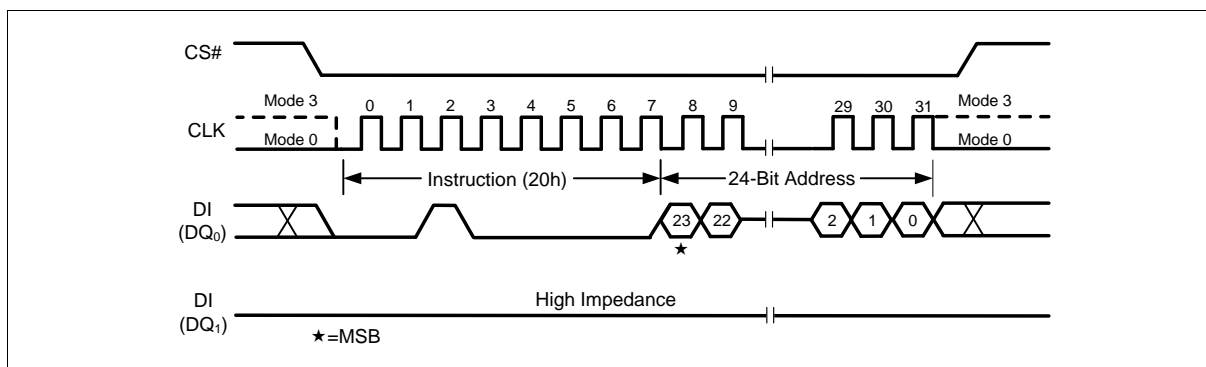 CS#
Mode 3 0 1 2 3 4 5 6 7 8 9 29 30 31 Mode 3
CLK
Mode 0 Mode 0
Instruction (20h) 24-Bit Address
DI
(DQ0) 23 22 2 1 0
★
High Impedance
DI
(DQ1)
★=MSB